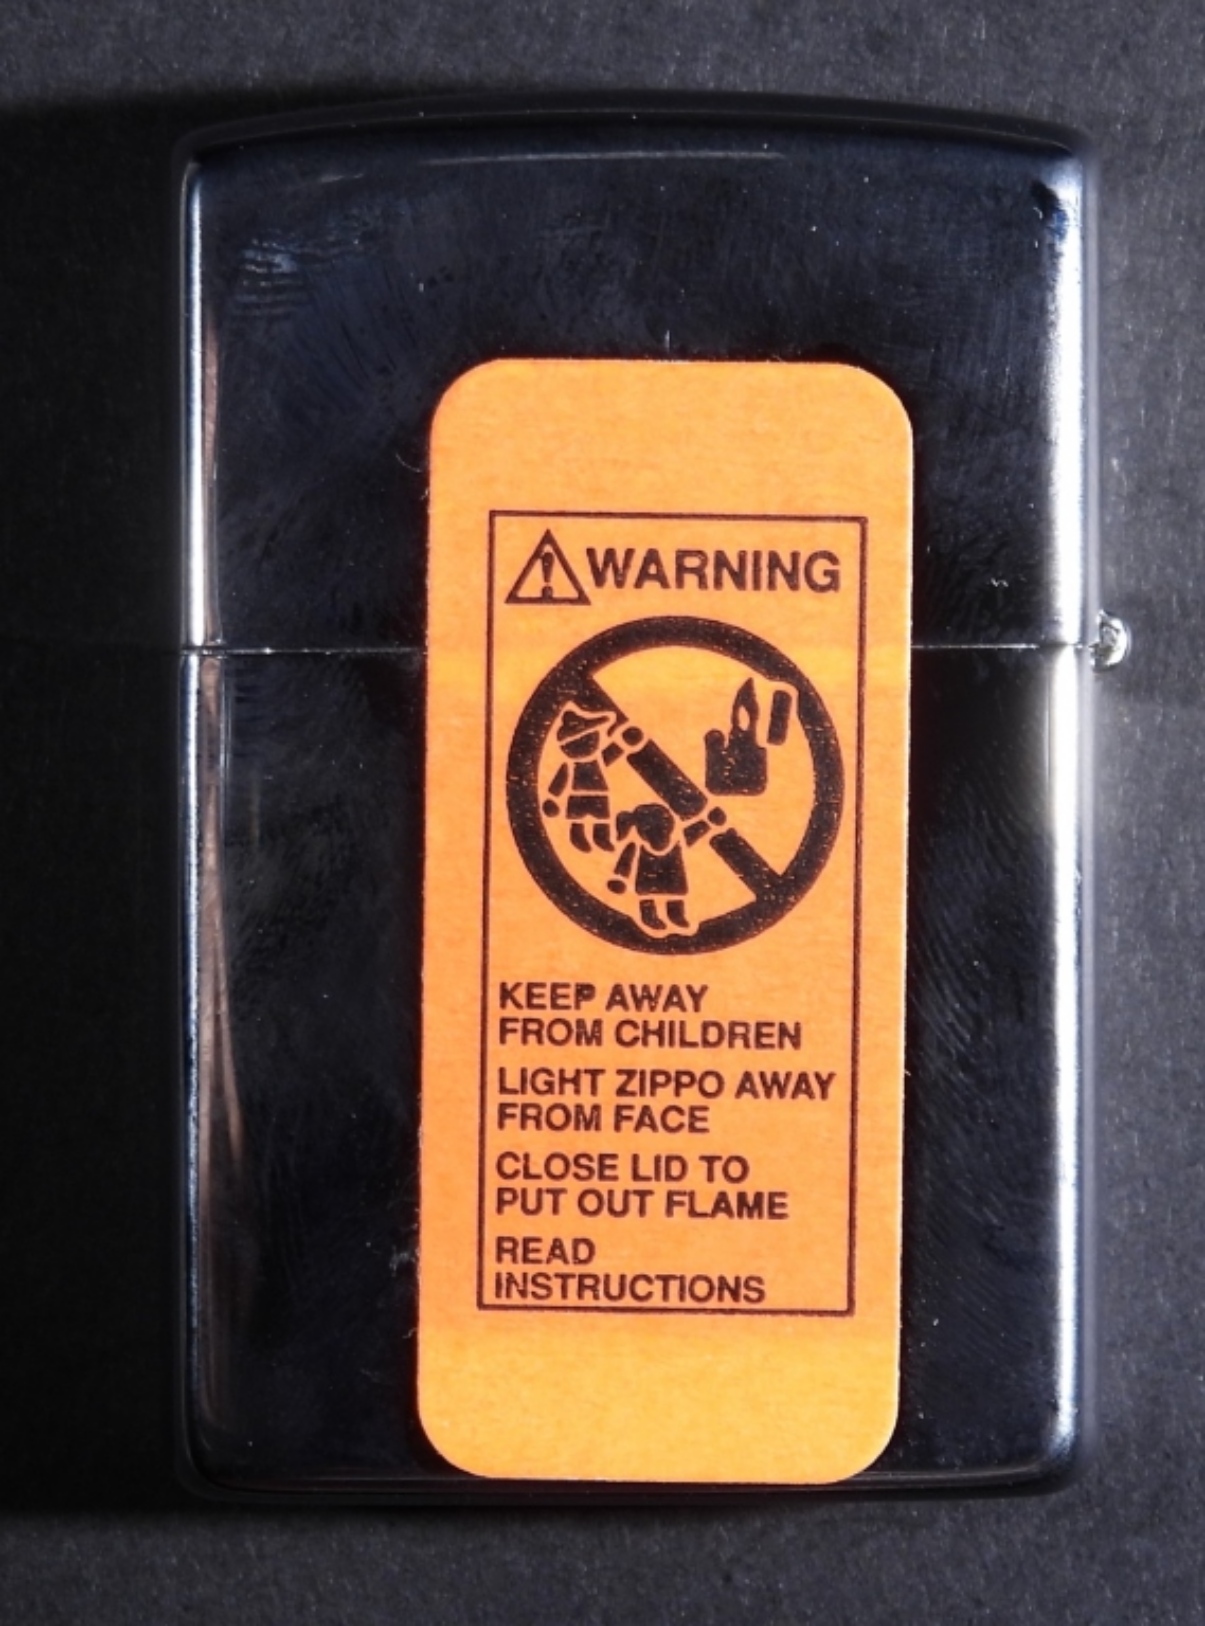 WARNING
KEEP AWAY
FROM CHILDREN
LIGHT ZIPPO AWAY
FROM FACE
CLOSE LID TO
PUT OUT FLAME
READ
INSTRUCTIONS